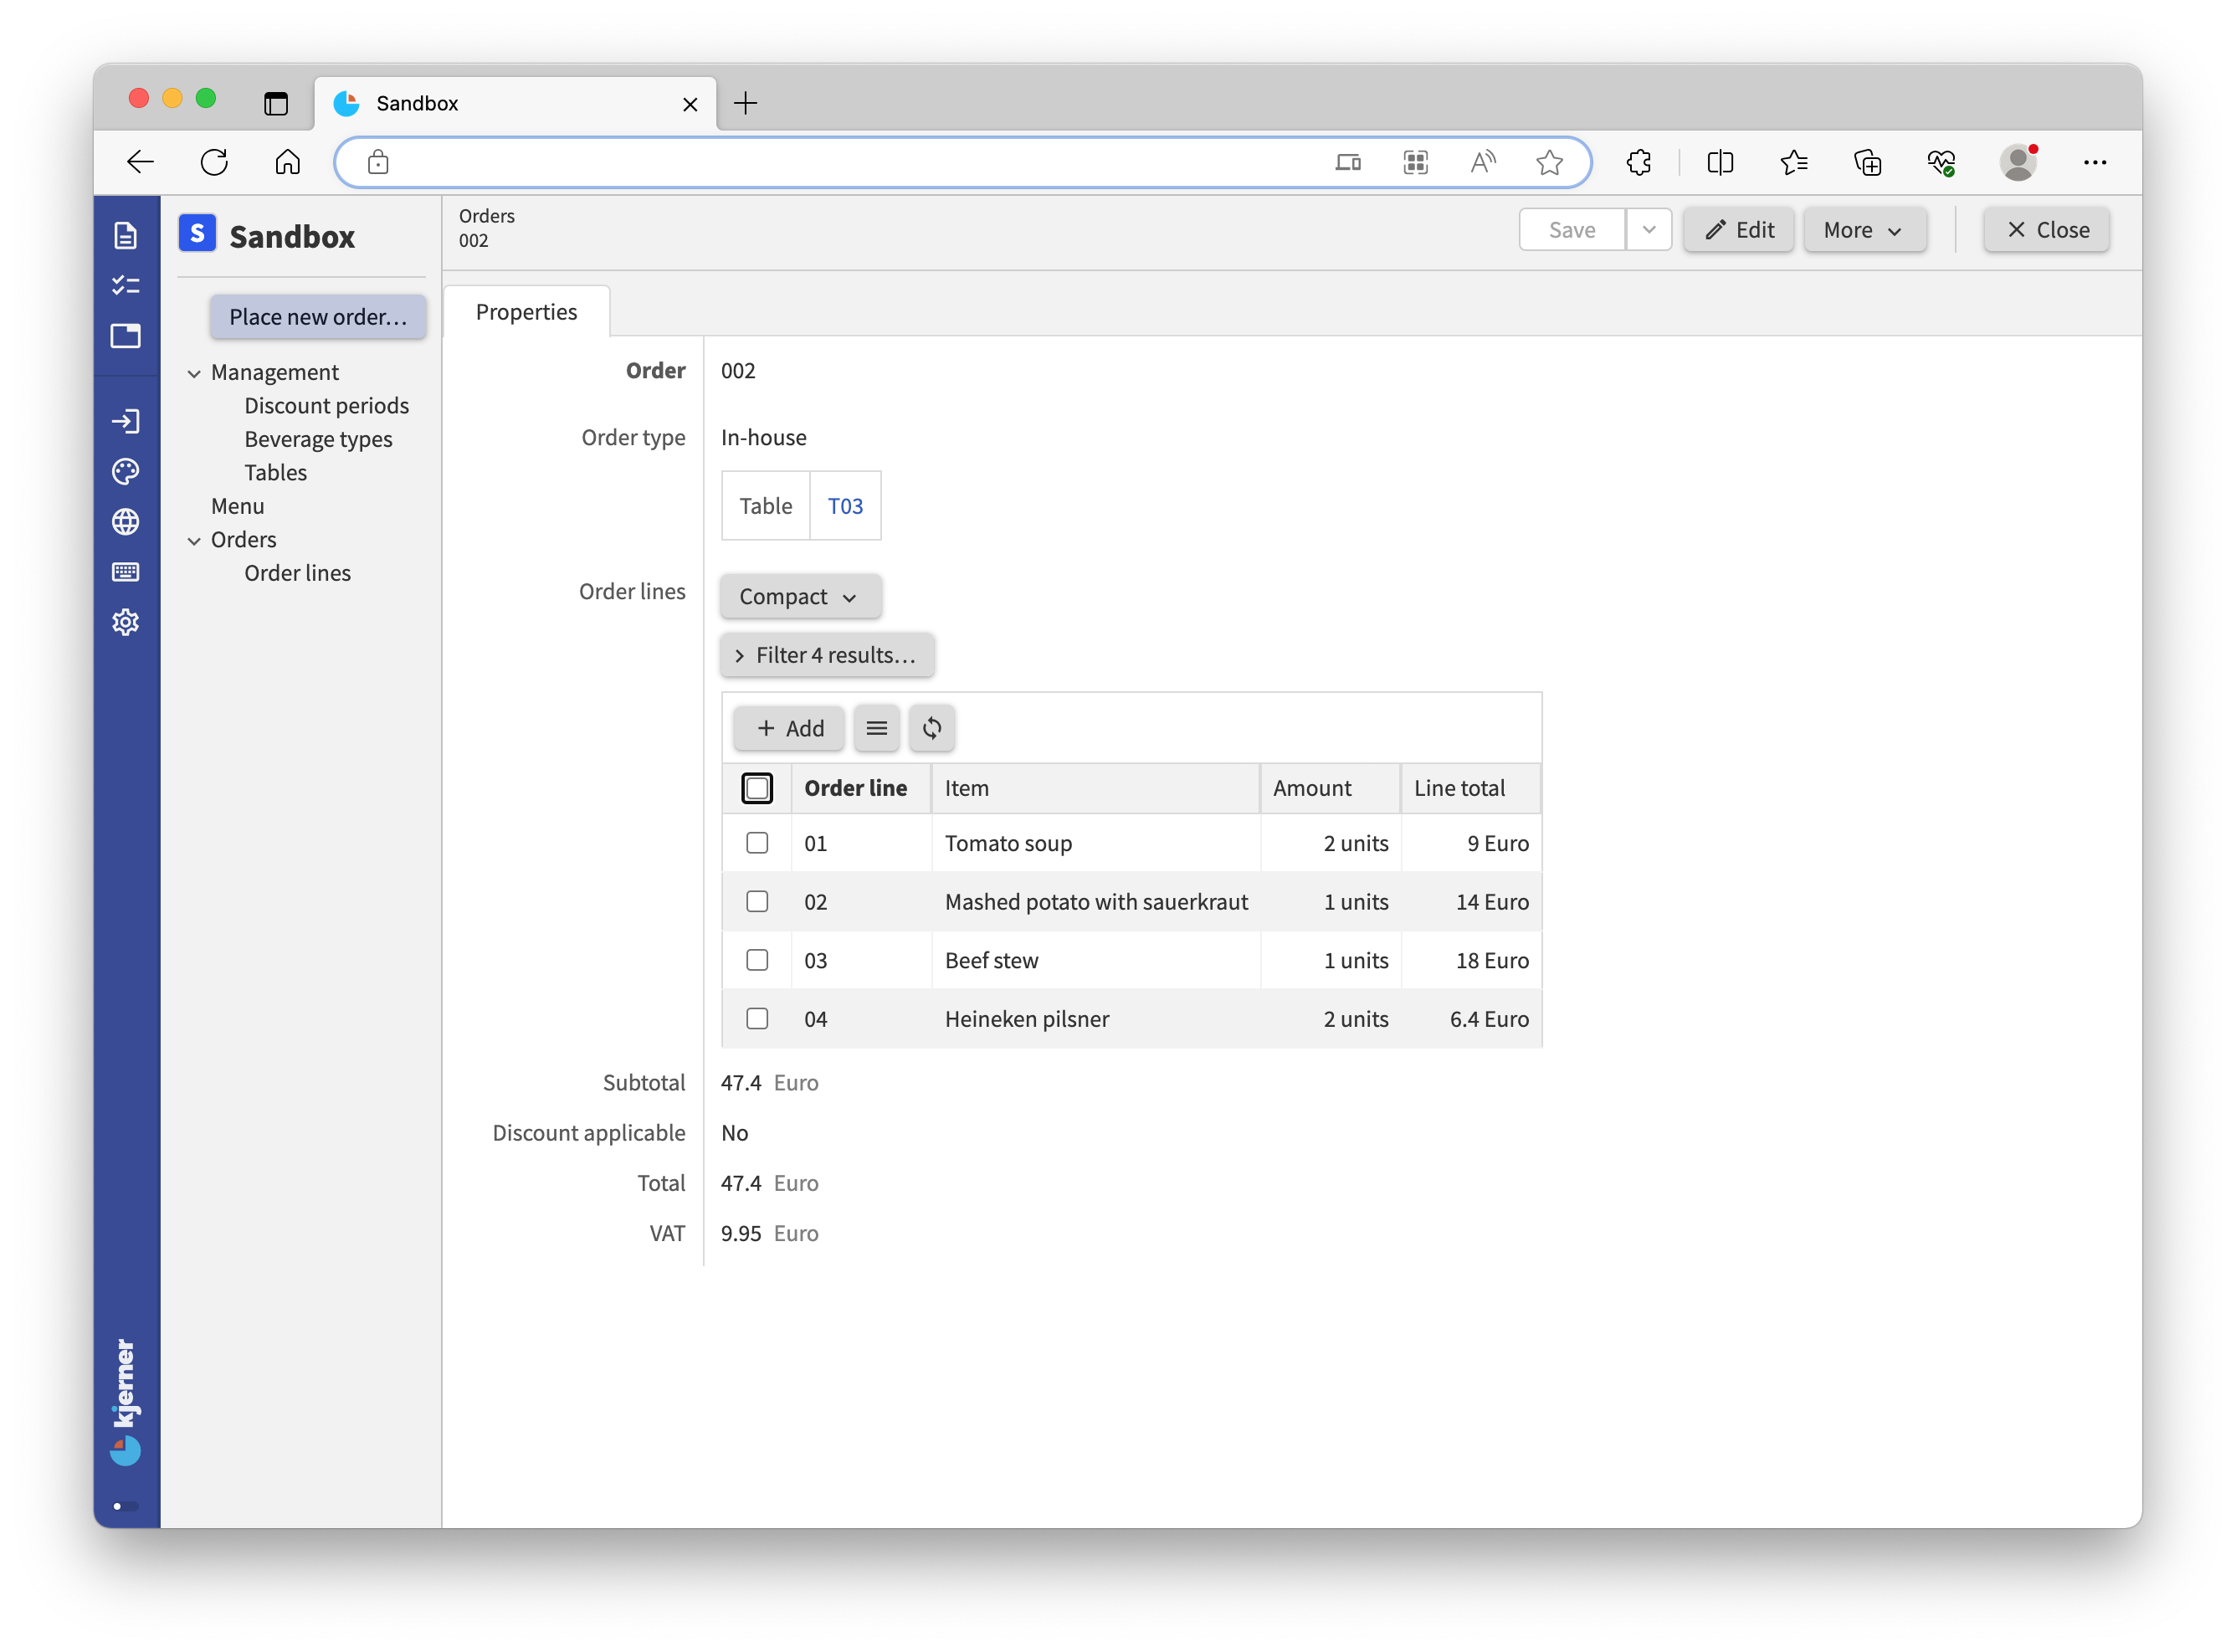 Sandbox
S Sandbox
Place new order...
Management
Discount periods
Beverage types
Tables
Menu
Orders
Order lines
kjerner
Orders
002
Save
Edit
More
Close
Properties
Order 002
Order type In-house
Table T03
Order lines Compact
Filter 4 results...
Add
Order line Item Amount Line total
01 Tomato soup 2 units 9 Euro
02 Mashed potato with sauerkraut 1 units 14 Euro
03 Beef stew 1 units 18 Euro
04 Heineken pilsner 2 units 6.4 Euro
Subtotal 47.4 Euro
Discount applicable No
Total 47.4 Euro
VAT 9.95 Euro